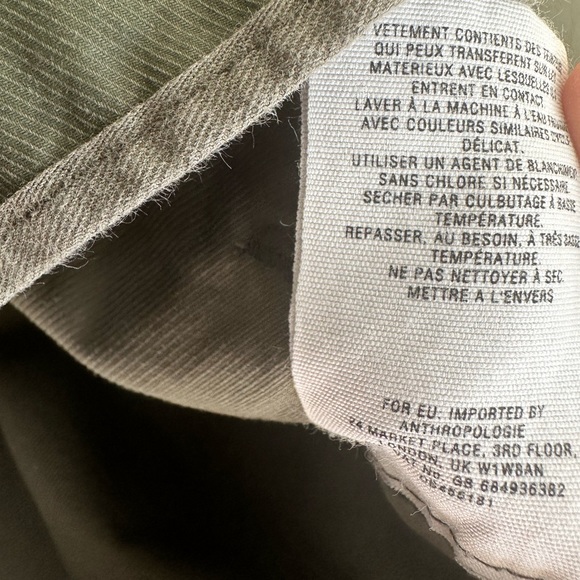 VETEMENT CONTIENTS DES
QUI PEUX TRANSFERENT SUR
MATERIEUX AVEC LESQUELLES
ENTRENT EN CONTACT.
LAVER À LA MACHINE À L'EAU
AVEC COULEURS SIMILAIRES
DÉLICAT.
UTILISER UN AGENT DE BLANCHIMENT
SANS CHLORE SI NÉCESSAIRE
SECHER PAR CULBUTAGE À BASSE
TEMPÉRATURE.
REPASSER, AU BESOIN, À TRÈS BASSE
TEMPÉRATURE.
NE PAS NETTOYER À SEC.
METTRE A L'ENVERS
FOR EU. IMPORTED BY
ANTHROPOLOGIE
24 MARKET PLACE, 3RD FLOOR,
LONDON, UK W1W8AN
GB 684936382